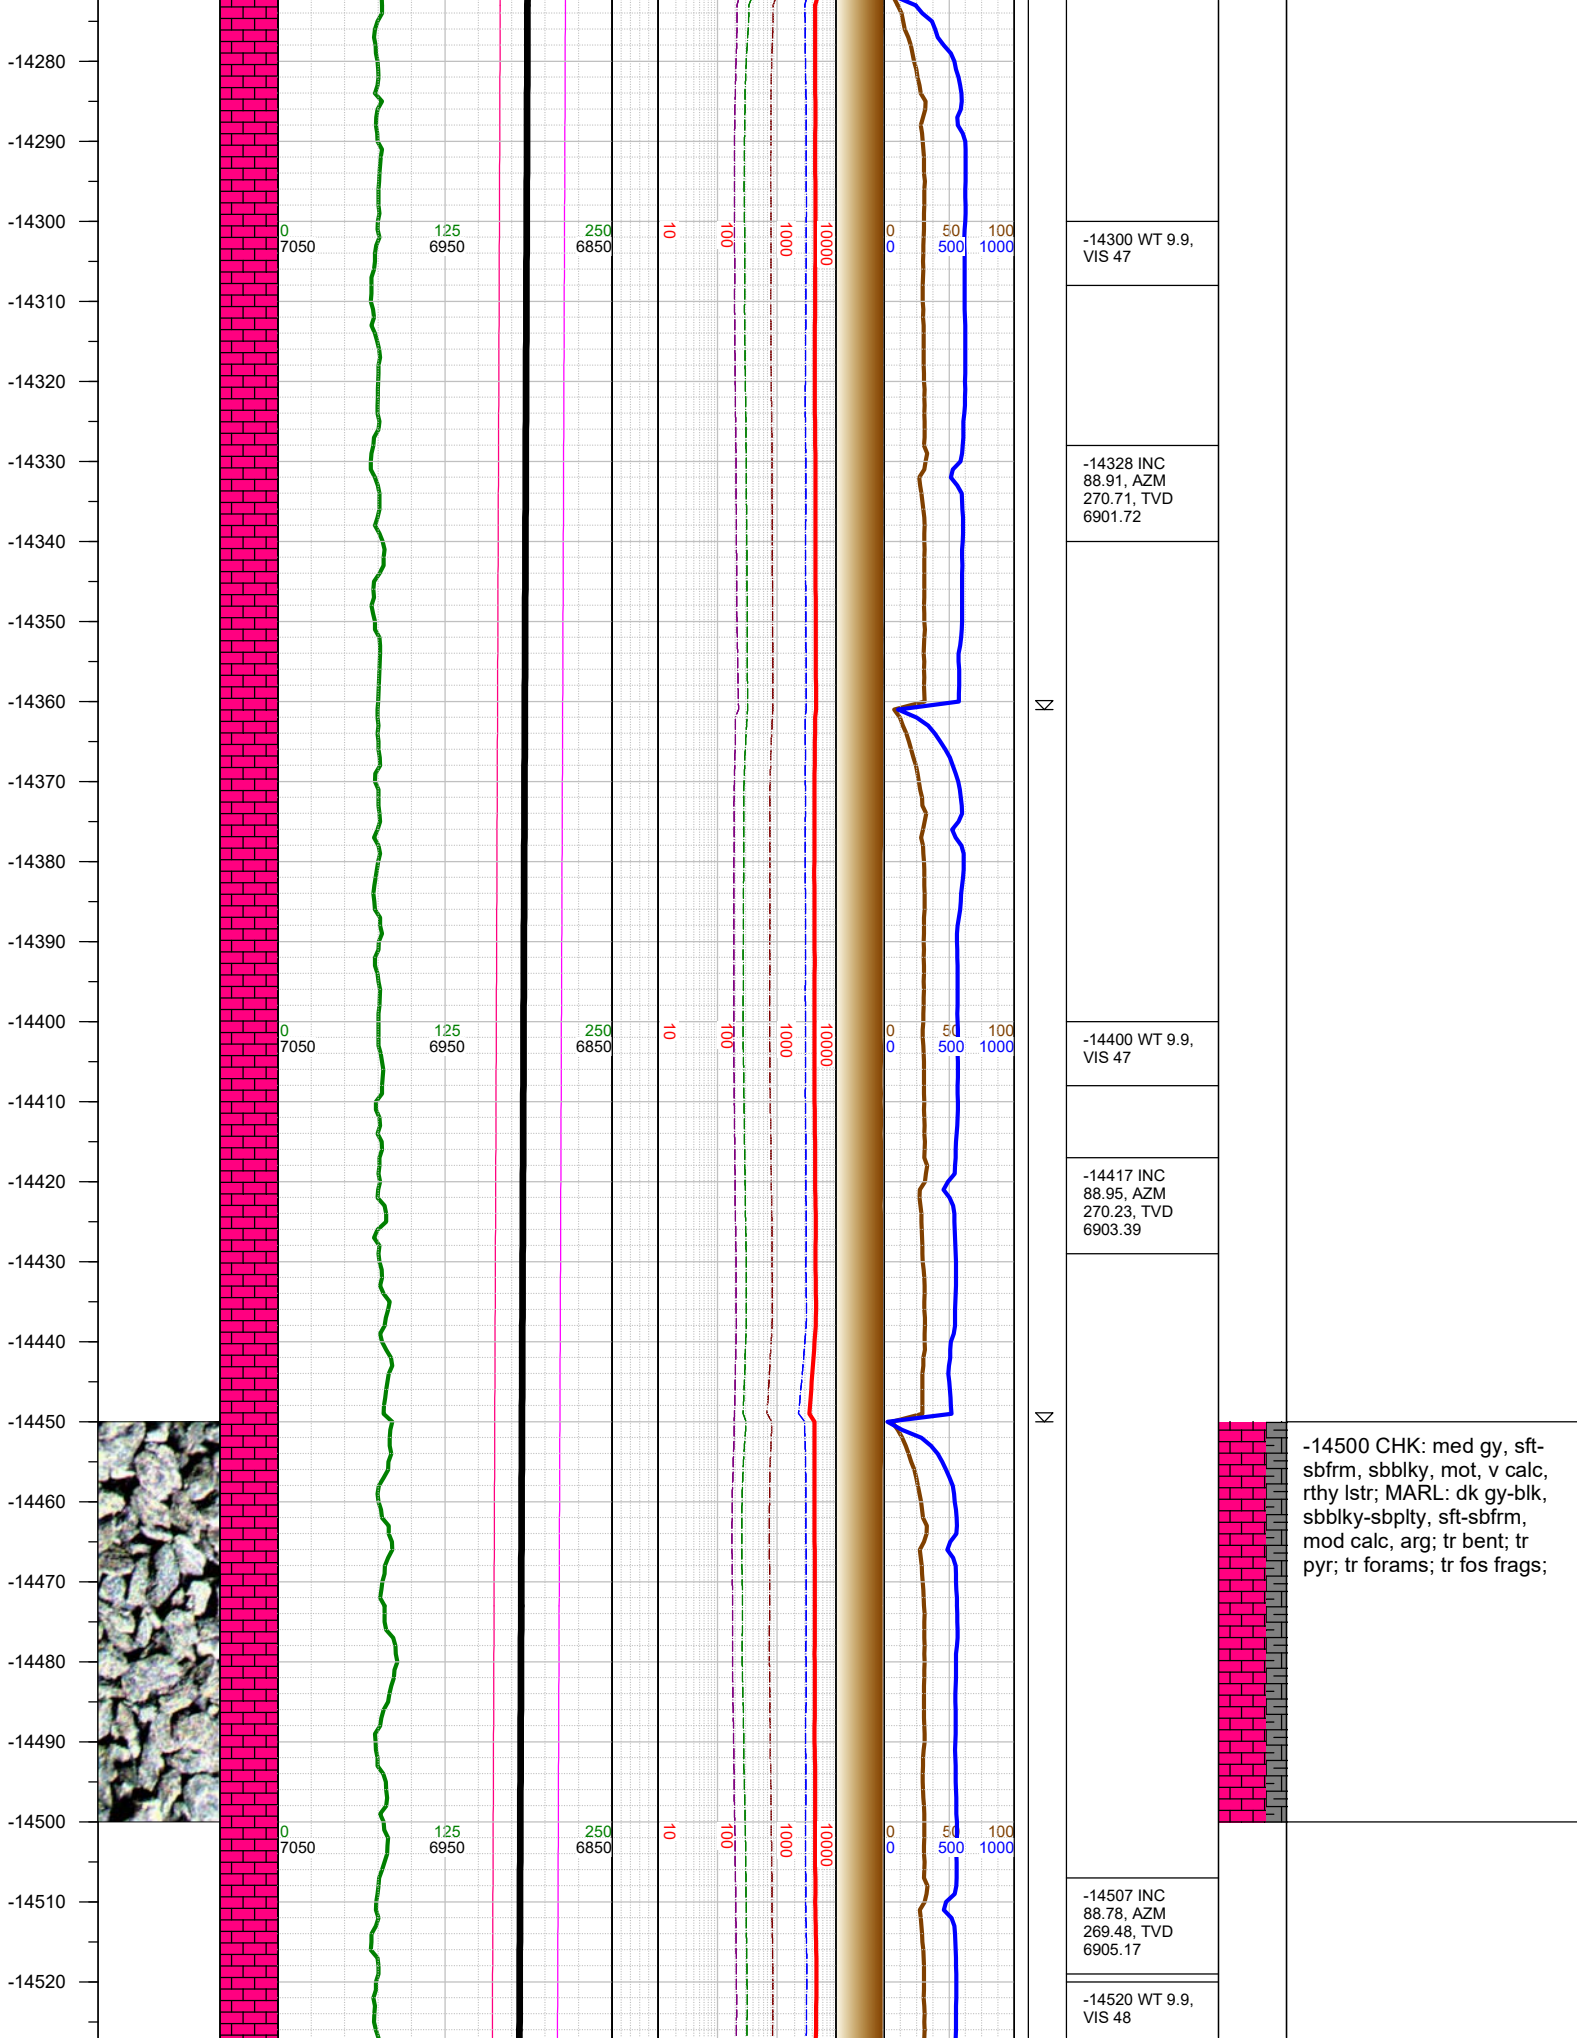 -14280
-14290
-14300
0 125 250
7050 6950 6850
10 100 1000 10000
0 50 100
0 500 1000
-14300 WT 9.9,
VIS 47
-14310
-14320
-14330
-14328 INC
88.91, AZM
270.71, TVD
6901.72
-14340
-14350
-14360
-14370
-14380
-14390
-14400
0 125 250
7050 6950 6850
10 100 1000 10000
0 50 100
0 500 1000
-14400 WT 9.9,
VIS 47
-14410
-14420
-14417 INC
88.95, AZM
270.23, TVD
6903.39
-14430
-14440
-14450
-14500 CHK: med gy, sft-
sbfrm, sbblky, mot, v calc,
rthy lstr; MARL: dk gy-blk,
sbblky-sbplty, sft-sbfrm,
mod calc, arg; tr bent; tr
pyr; tr forams; tr fos frags;
-14460
-14470
-14480
-14490
-14500
0 125 250
7050 6950 6850
10 100 1000 10000
0 50 100
0 500 1000
-14510
-14507 INC
88.78, AZM
269.48, TVD
6905.17
-14520
-14520 WT 9.9,
VIS 48